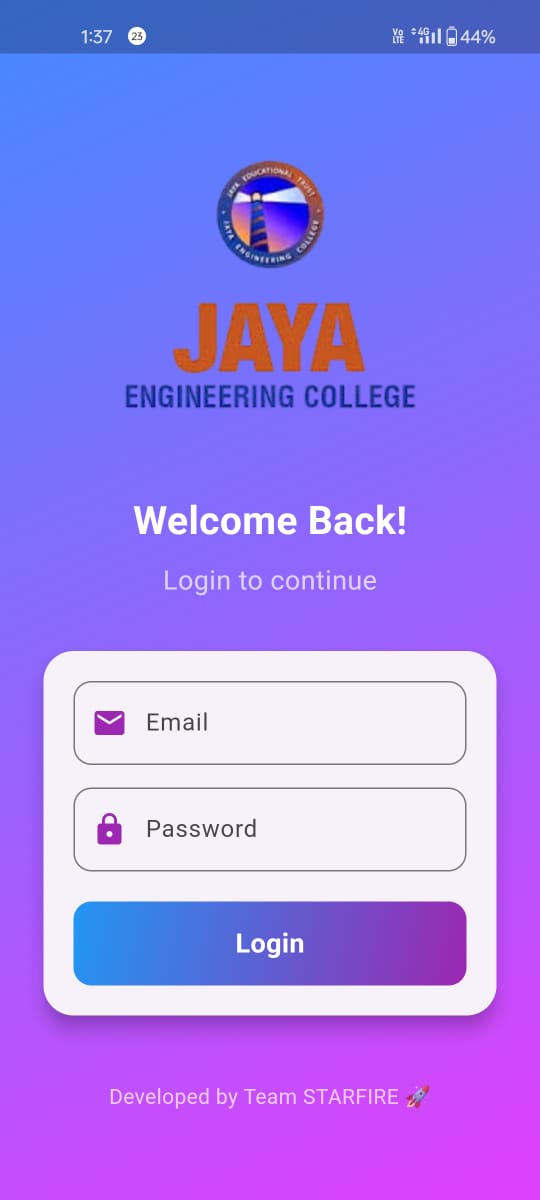 1:37
23
Vo
LTE
4G
44%
JAYA EDUCATIONAL TRUST
JAYA ENGINEERING COLLEGE
JAYA
ENGINEERING COLLEGE
Welcome Back!
Login to continue
Email
Password
Login
Developed by Team STARFIRE 🚀